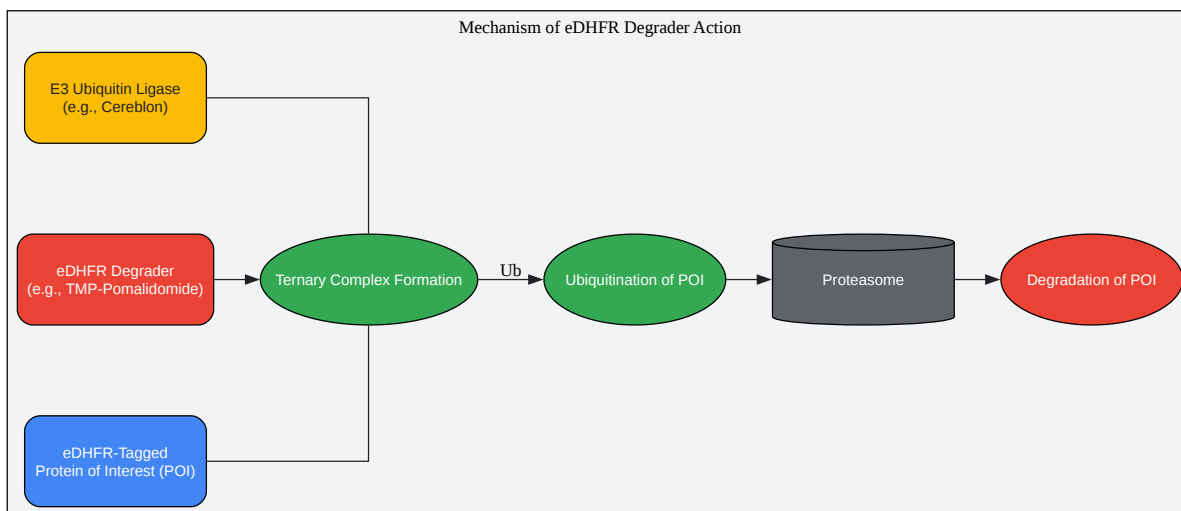 Mechanism of eDHFR Degrader Action
E3 Ubiquitin Ligase
(e.g., Cereblon)
eDHFR Degrader
(e.g., TMP-Pomalidomide)
Ternary Complex Formation
Ub
Ubiquitination of POI
Proteasome
Degradation of POI
eDHFR-Tagged
Protein of Interest (POI)